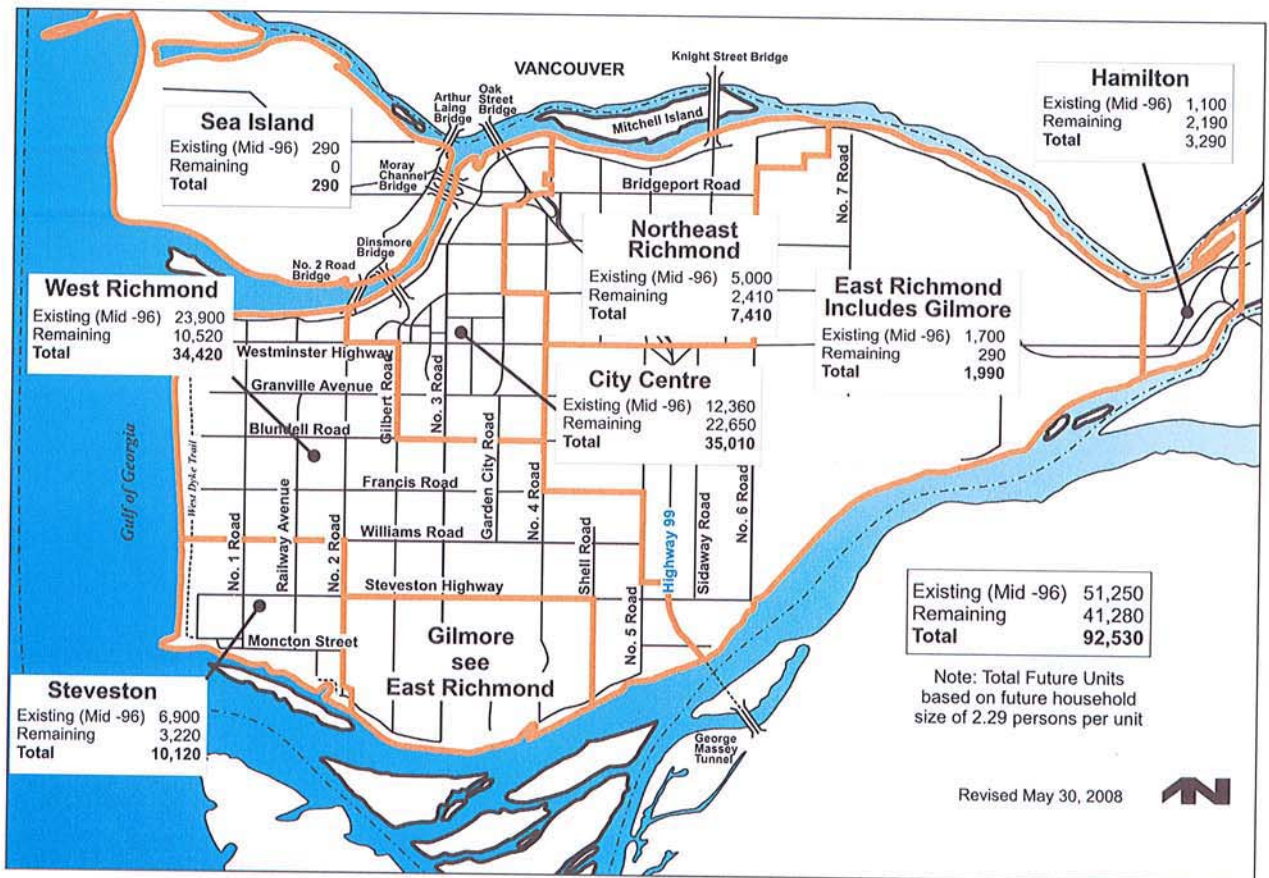 VANCOUVER
Knight Street Bridge
Arthur
Laing
Bridge
Oak
Street
Bridge
Mitchell Island
Hamilton
Existing (Mid -96) 1,100
Remaining 2,190
Total 3,290
Sea Island
Existing (Mid -96) 290
Remaining 0
Total 290
Moray
Channel
Bridge
Bridgeport Road
No. 7 Road
Dinsmore
Bridge
No. 2 Road
Bridge
Northeast
Richmond
Existing (Mid -96) 5,000
Remaining 2,410
Total 7,410
West Richmond
Existing (Mid -96) 23,900
Remaining 10,520
Total 34,420
East Richmond
Includes Gilmore
Existing (Mid -96) 1,700
Remaining 290
Total 1,990
Westminster Highway
Granville Avenue
Gilbert Road
No. 3 Road
City Centre
Existing (Mid -96) 12,360
Remaining 22,650
Total 35,010
Blundell Road
Gulf of Georgia
West Dyke Trail
Francis Road
Garden City Road
No. 4 Road
Williams Road
No. 1 Road
Railway Avenue
No. 2 Road
Shell Road
Highway 99
Sidaway Road
No. 6 Road
Steveston Highway
No. 5 Road
Moncton Street
Gilmore
see
East Richmond
Existing (Mid -96) 51,250
Remaining 41,280
Total 92,530
Note: Total Future Units
based on future household
size of 2.29 persons per unit
Steveston
Existing (Mid -96) 6,900
Remaining 3,220
Total 10,120
George
Massey
Tunnel
Revised May 30, 2008